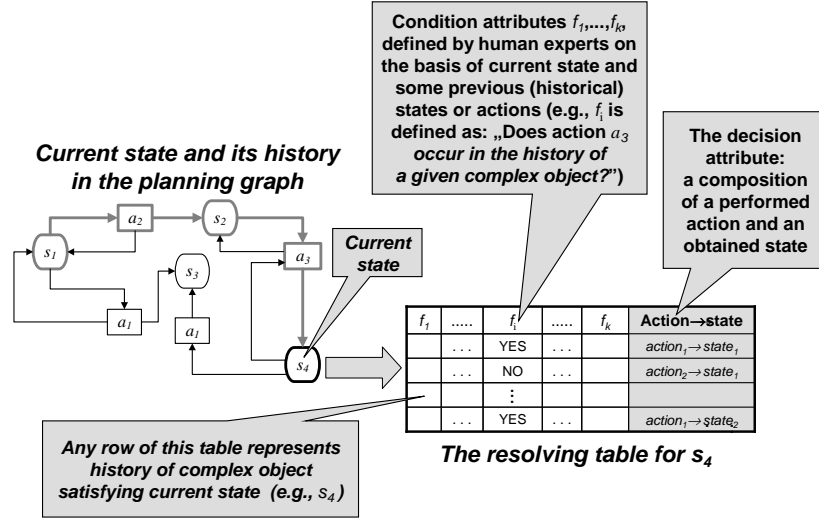 Condition attributes f1,...,fk,
defined by human experts on
the basis of current state and
some previous (historical)
states or actions (e.g., fi is
defined as: „Does action a3
occur in the history of
a given complex object?”)
The decision
attribute:
a composition
of a performed
action and an
obtained state
Current state and its history
in the planning graph
Current
state
s1
a2
s2
a3
s3
a1
a1
s4
f1 ..... fi ..... fk Action→state
. . . YES . . . action1→state1
. . . NO . . . action2→state1
⋮
. . . YES . . . action1→state2
Any row of this table represents
history of complex object
satisfying current state (e.g., s4)
The resolving table for s4